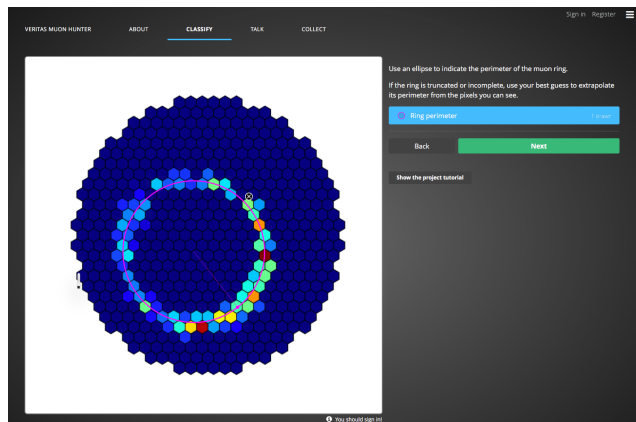 Sign in Register
VERITAS MUON HUNTER ABOUT CLASSIFY TALK COLLECT
Use an ellipse to indicate the perimeter of the muon ring.
If the ring is truncated or incomplete, use your best guess to extrapolate
its perimeter from the pixels you can see.
Ring perimeter
Back Next
Show the project tutorial
You should sign in!